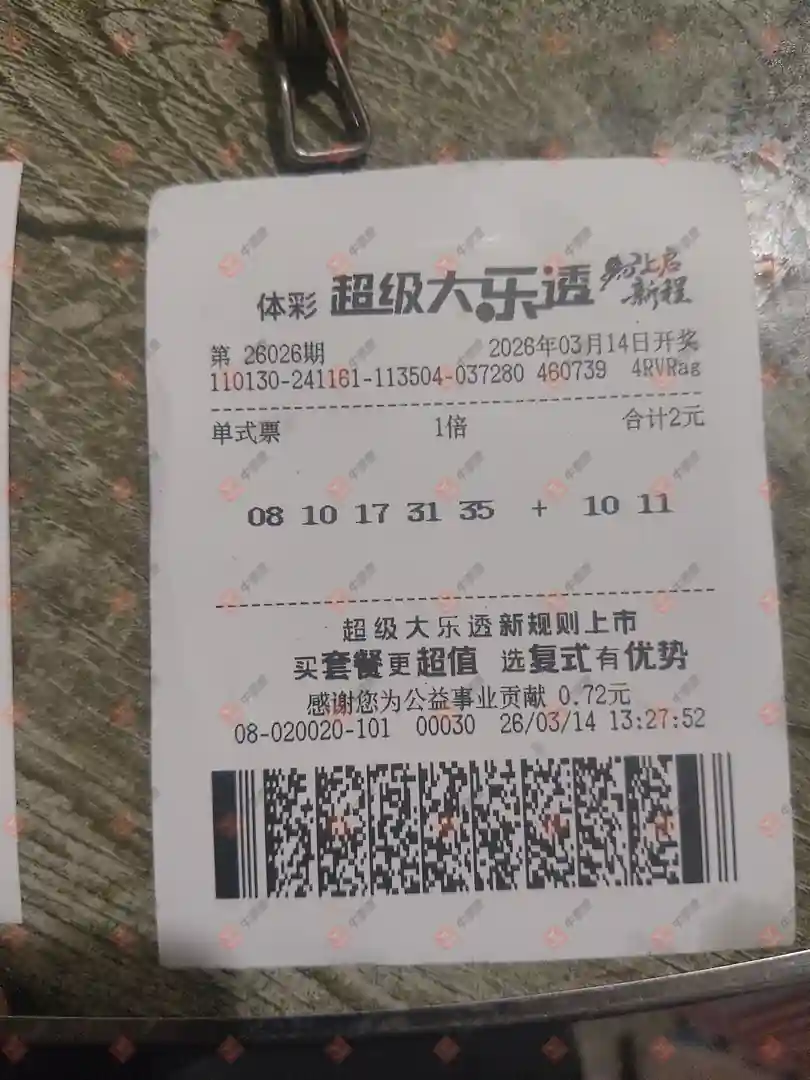 体彩 超级大乐透 马上启新程
第 26026期 2026年03月14日开奖
110130-241161-113504-037280 460739 4RVRag
单式票 1倍 合计2元
08 10 17 31 35 + 10 11
超级大乐透新规则上市
买套餐更超值 选复式有优势
感谢您为公益事业贡献 0.72元
08-020020-101 00030 26/03/14 13:27:52